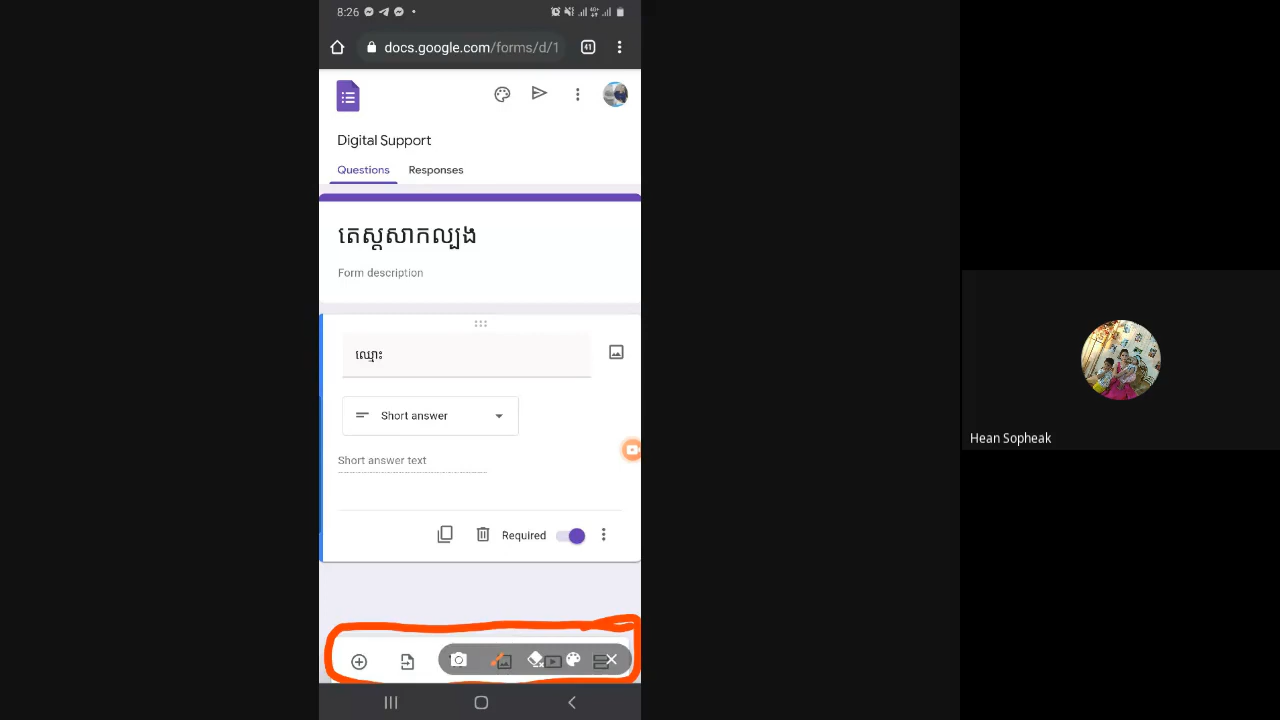 8:26
docs.google.com/forms/d/1
41
Digital Support
Questions Responses
តេស្តសាកល្បង
Form description
ឈ្មោះ
Short answer
Short answer text
Required
Hean Sopheak